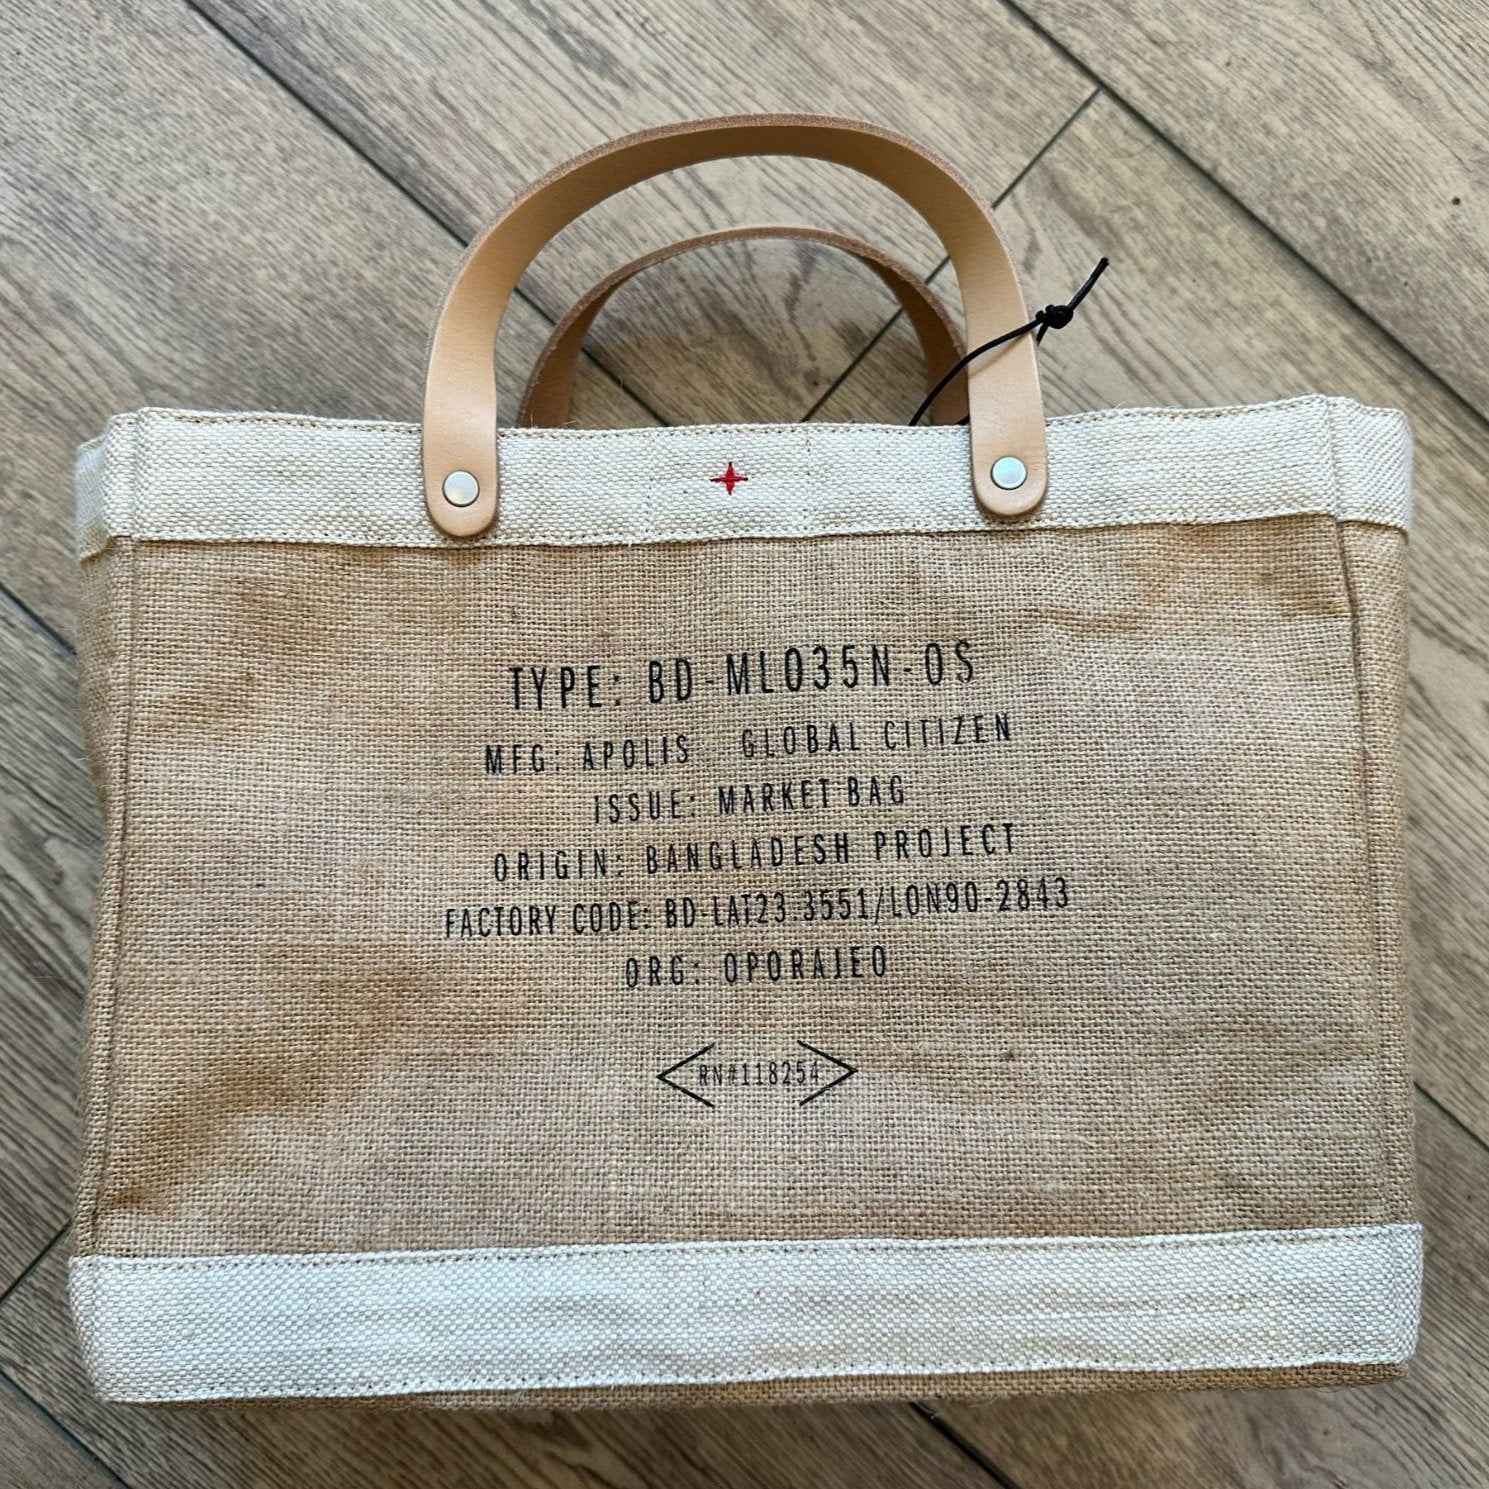 TYPE: BD-ML035N-OS
MFG: APOLIS GLOBAL CITIZEN
ISSUE: MARKET BAG
ORIGIN: BANGLADESH PROJECT
FACTORY CODE: BD-LAT23.3551/LON90-2843
ORG: OPORAJEO
RN#118254